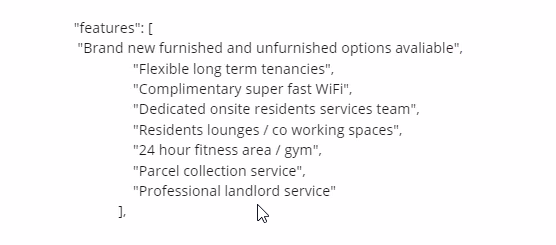 "features": [
"Brand new furnished and unfurnished options avaliable",
"Flexible long term tenancies",
"Complimentary super fast WiFi",
"Dedicated onsite residents services team",
"Residents lounges / co working spaces",
"24 hour fitness area / gym",
"Parcel collection service",
"Professional landlord service"
],